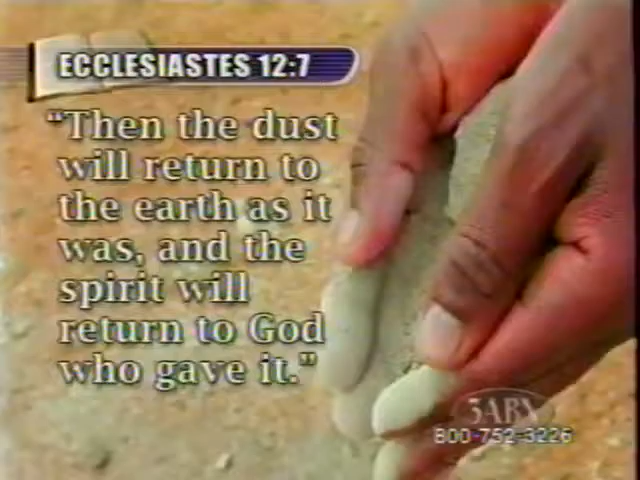 ECCLESIASTES 12:7
"Then the dust
will return to
the earth as it
was, and the
spirit will
return to God
who gave it."
3ABN
800-752-3226